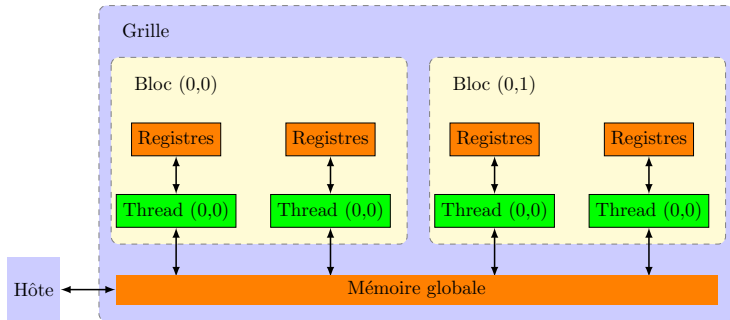 Grille
Bloc (0,0)
Bloc (0,1)
Registres
Registres
Registres
Registres
Thread (0,0)
Thread (0,0)
Thread (0,0)
Thread (0,0)
Hôte
Mémoire globale